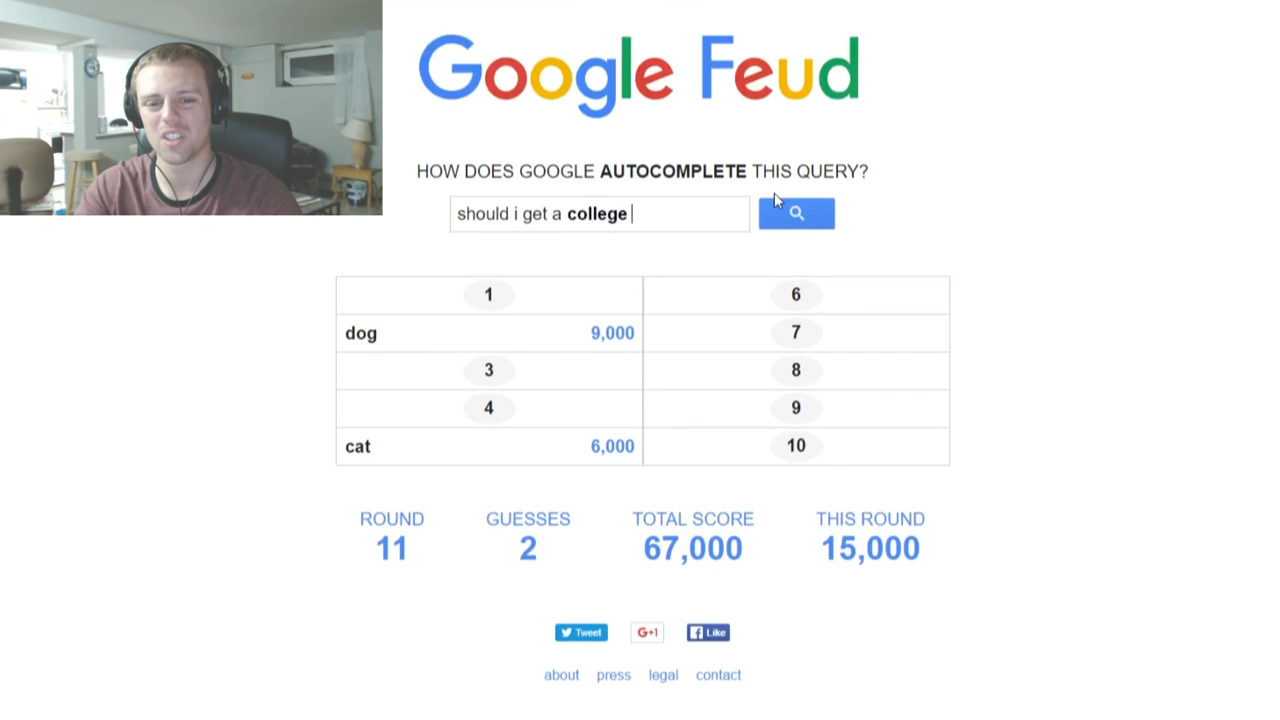 Google Feud
HOW DOES GOOGLE AUTOCOMPLETE THIS QUERY?
should i get a college
1
6
dog 9,000
7
3
8
4
9
cat 6,000
10
ROUND GUESSES TOTAL SCORE THIS ROUND
11 2 67,000 15,000
Tweet G+1 Like
about press legal contact